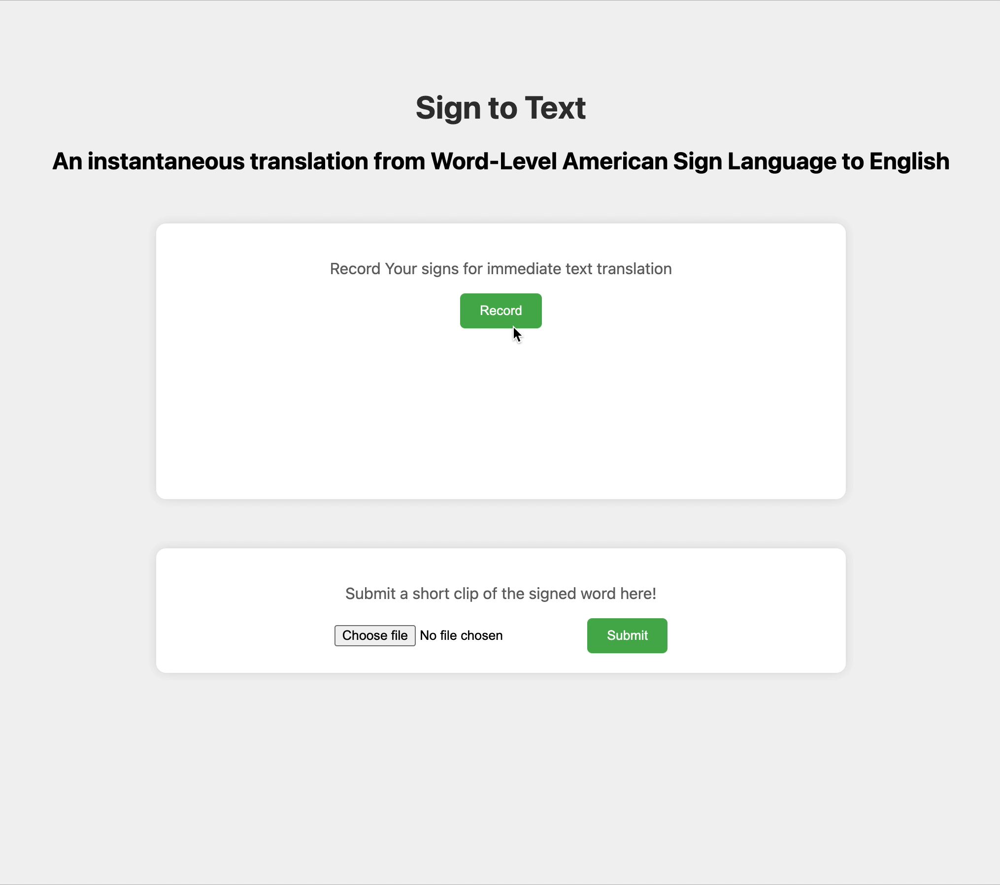 Sign to Text
An instantaneous translation from Word-Level American Sign Language to English
Record Your signs for immediate text translation
Record
Submit a short clip of the signed word here!
Choose file No file chosen Submit